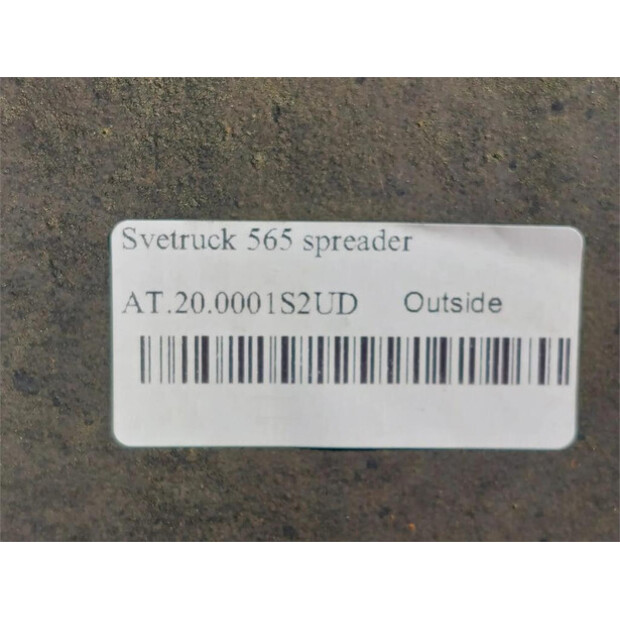 Svetruck 565 spreader
AT.20.0001S2UD Outside